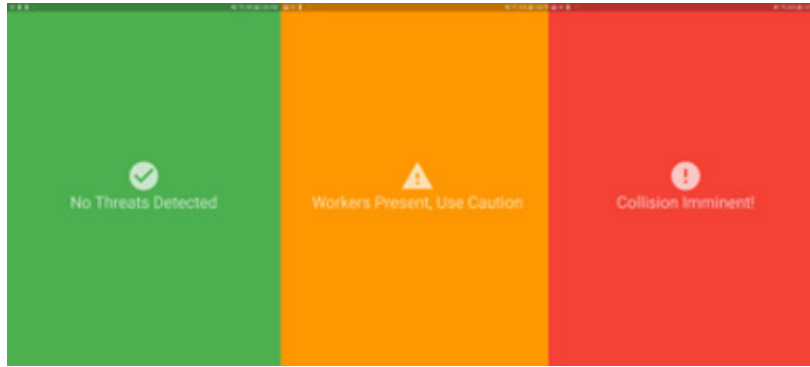 No Threats Detected
Workers Present, Use Caution
Collision Imminent!